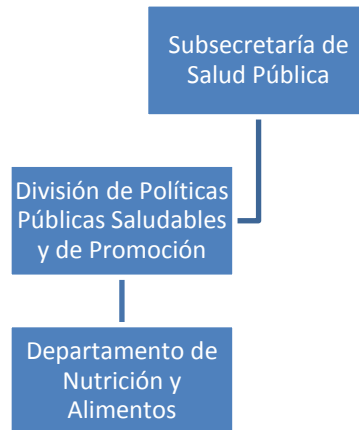 Subsecretaría de
Salud Pública
División de Políticas
Públicas Saludables
y de Promoción
Departamento de
Nutrición y
Alimentos